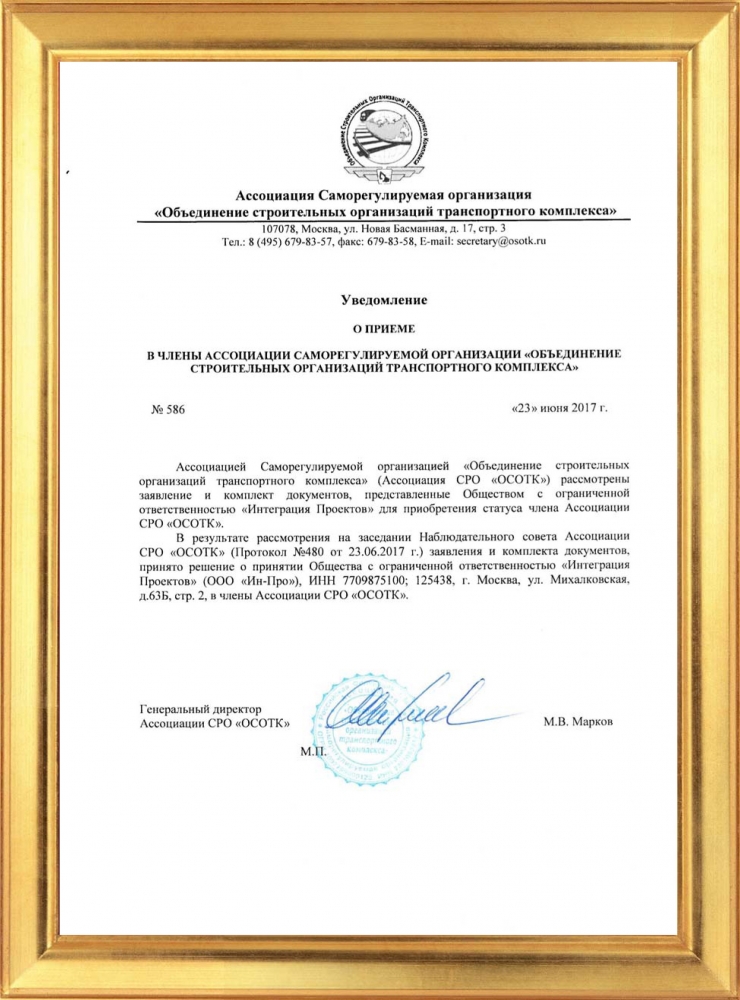 Объединение Строительных Организаций Транспортного Комплекса
Ассоциация Саморегулируемая организация
«Объединение строительных организаций транспортного комплекса»
107078, Москва, ул. Новая Басманная, д. 17, стр. 3
Тел.: 8 (495) 679-83-57, факс: 679-83-58, E-mail: secretary@osotk.ru
Уведомление
О ПРИЕМЕ
В ЧЛЕНЫ АССОЦИАЦИИ САМОРЕГУЛИРУЕМОЙ ОРГАНИЗАЦИИ «ОБЪЕДИНЕНИЕ
СТРОИТЕЛЬНЫХ ОРГАНИЗАЦИЙ ТРАНСПОРТНОГО КОМПЛЕКСА»
№ 586 «23» июня 2017 г.
Ассоциацией Саморегулируемой организацией «Объединение строительных
организаций транспортного комплекса» (Ассоциация СРО «ОСОТК») рассмотрены
заявление и комплект документов, представленные Обществом с ограниченной
ответственностью «Интеграция Проектов» для приобретения статуса члена Ассоциации
СРО «ОСОТК».
В результате рассмотрения на заседании Наблюдательного совета Ассоциации
СРО «ОСОТК» (Протокол №480 от 23.06.2017 г.) заявления и комплекта документов,
принято решение о принятии Общества с ограниченной ответственностью «Интеграция
Проектов» (ООО «Ин-Про»), ИНН 7709875100; 125438, г. Москва, ул. Михалковская,
д.63Б, стр. 2, в члены Ассоциации СРО «ОСОТК».
Генеральный директор
Ассоциации СРО «ОСОТК» М.В. Марков
организаций
транспортного
комплекса»
М.П.